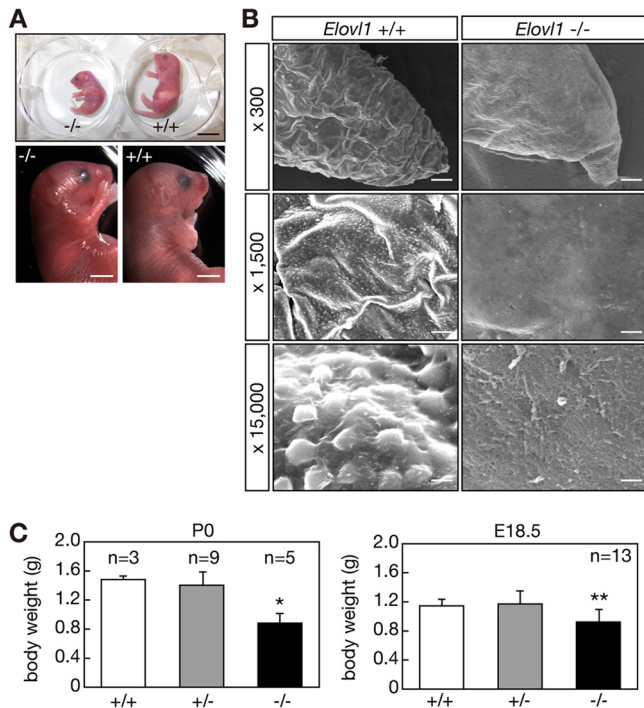 A
-/-
+/+
-/-
+/+
B
Elovl1 +/+
Elovl1 -/-
x 300
x 1,500
x 15,000
C
P0
n=3
n=9
n=5
body weight (g)
2.0
1.6
1.2
0.8
0.4
0
*
+/+
+/-
-/-
E18.5
n=13
body weight (g)
2.0
1.6
1.2
0.8
0.4
0
**
+/+
+/-
-/-